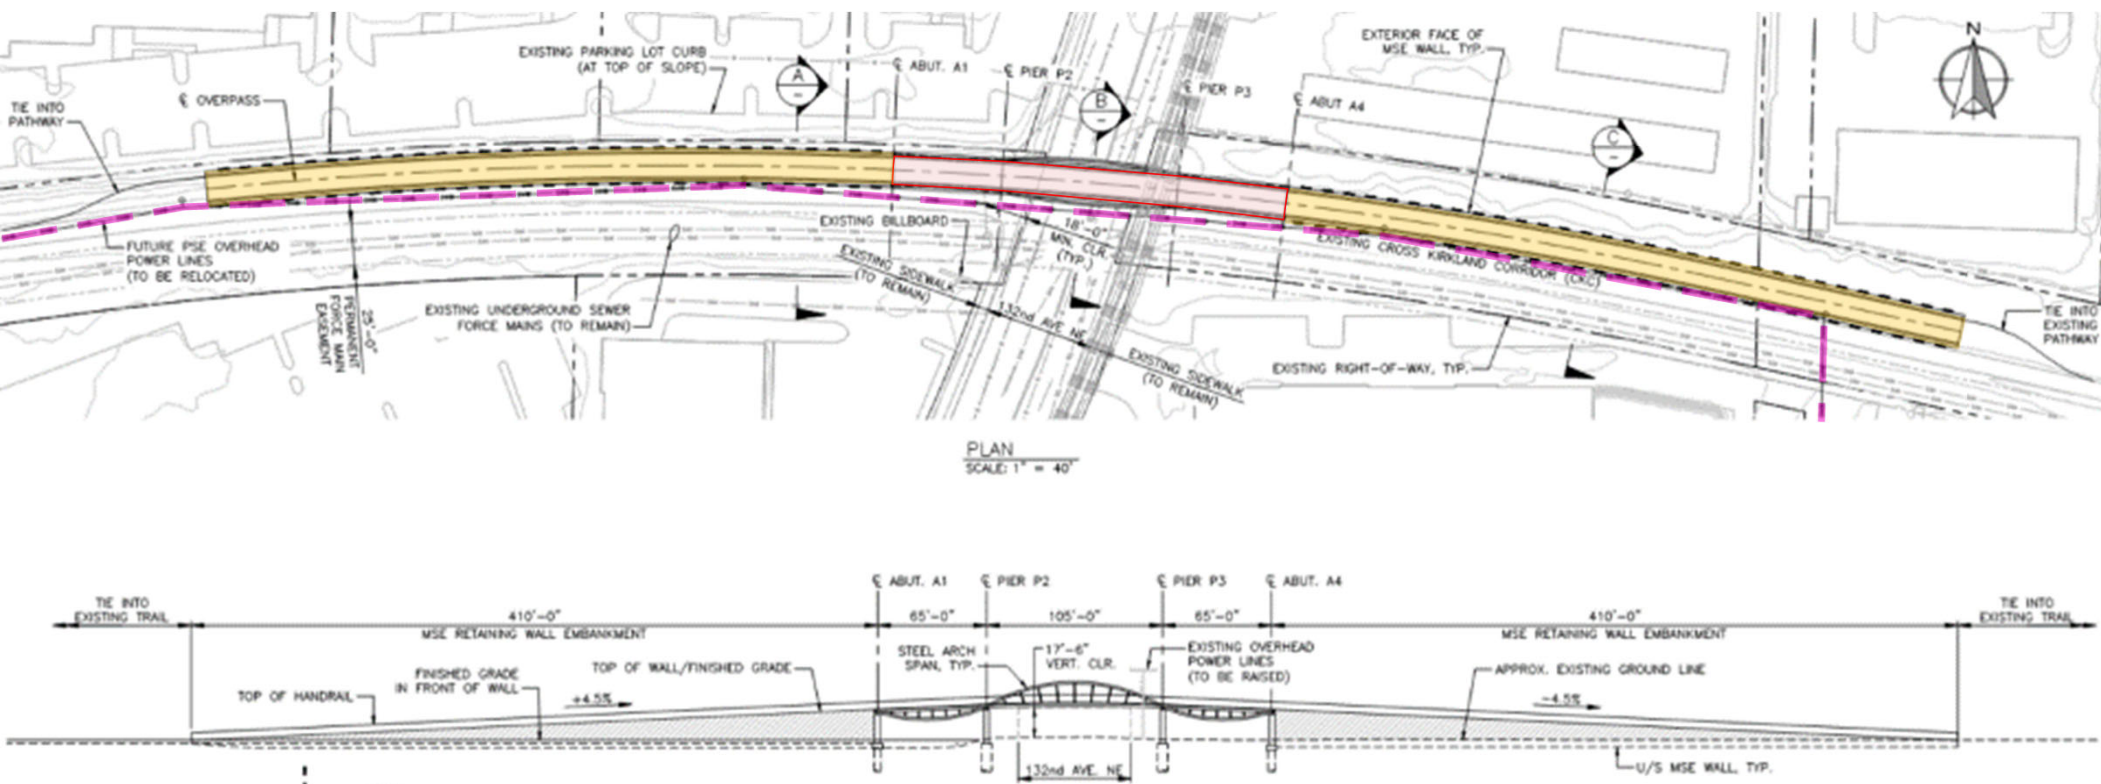 EXISTING PARKING LOT CURB
(AT TOP OF SLOPE)
A
-
℄ ABUT. A1
℄ PIER P2
B
-
℄ PIER P3
℄ ABUT A4
EXTERIOR FACE OF
MSE WALL, TYP.
C
-
N
TIE INTO
PATHWAY
℄ OVERPASS
FUTURE PSE OVERHEAD
POWER LINES
(TO BE RELOCATED)
25'-0"
PERMANENT
FORCE MAIN
EASEMENT
EXISTING UNDERGROUND SEWER
FORCE MAINS (TO REMAIN)
EXISTING BILLBOARD
EXISTING SIDEWALK
(TO REMAIN)
18'-0"
MIN. CLR.
(TYP.)
132nd AVE NE
EXISTING SIDEWALK
(TO REMAIN)
EXISTING CROSS KIRKLAND CORRIDOR (CKC)
EXISTING RIGHT-OF-WAY, TYP.
TIE INTO
EXISTING
PATHWAY
PLAN
SCALE: 1" = 40'
℄ ABUT. A1
℄ PIER P2
℄ PIER P3
℄ ABUT. A4
TIE INTO
EXISTING TRAIL
410'-0"
MSE RETAINING WALL EMBANKMENT
65'-0"
105'-0"
65'-0"
410'-0"
MSE RETAINING WALL EMBANKMENT
TIE INTO
EXISTING TRAIL
TOP OF HANDRAIL
FINISHED GRADE
IN FRONT OF WALL
+4.5%
TOP OF WALL/FINISHED GRADE
STEEL ARCH
SPAN, TYP.
17'-6"
VERT. CLR.
EXISTING OVERHEAD
POWER LINES
(TO BE RAISED)
-4.5%
APPROX. EXISTING GROUND LINE
132nd AVE. NE
U/S MSE WALL, TYP.